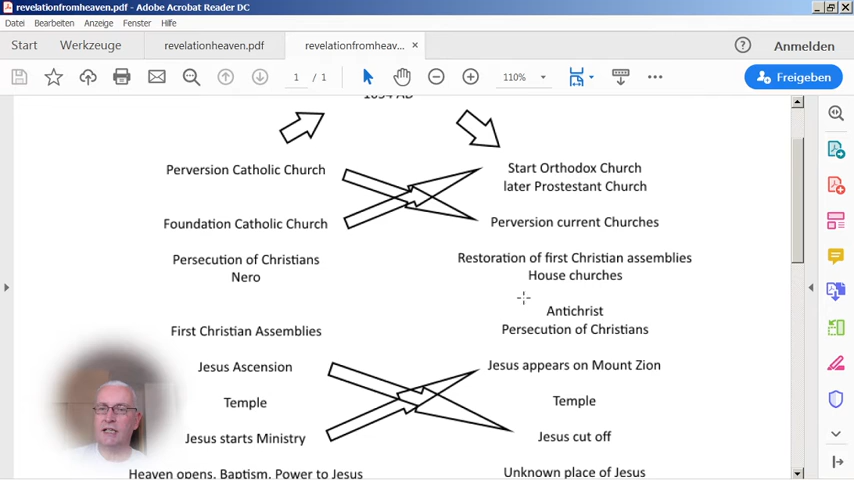 revelationfromheaven.pdf - Adobe Acrobat Reader DC
Datei Bearbeiten Anzeige Fenster Hilfe
Start Werkzeuge revelationheaven.pdf revelationfromheav... × Anmelden
1 / 1 110% Freigeben
1054 AD
Perversion Catholic Church
Start Orthodox Church
later Prostestant Church
Foundation Catholic Church
Perversion current Churches
Persecution of Christians
Nero
Restoration of first Christian assemblies
House churches
Antichrist
Persecution of Christians
First Christian Assemblies
Jesus Ascension
Jesus appears on Mount Zion
Temple
Temple
Jesus starts Ministry
Jesus cut off
Heaven opens. Baptism. Power to Jesus
Unknown place of Jesus